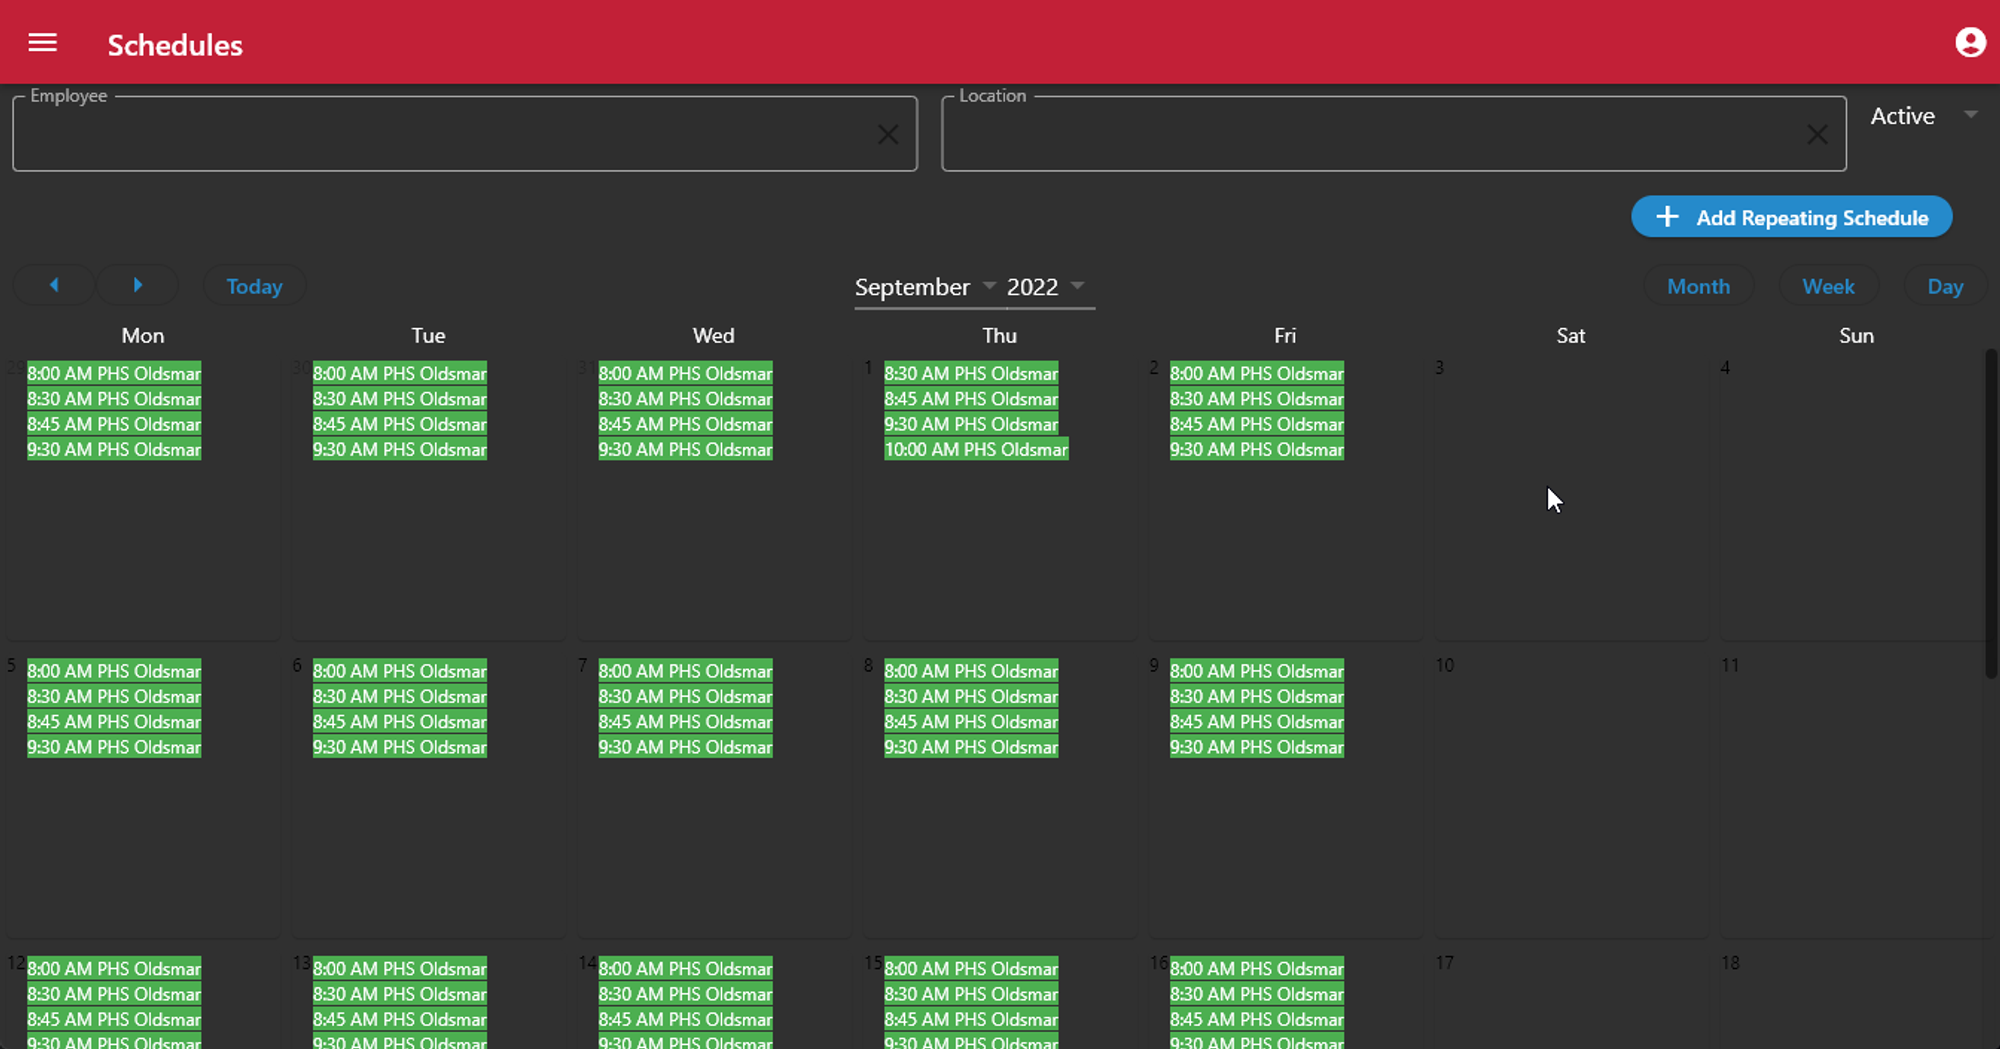 Schedules
Employee
Location
Active
Add Repeating Schedule
Today
September 2022
Month Week Day
Mon Tue Wed Thu Fri Sat Sun
29 30 31 1 2 3 4
8:00 AM PHS Oldsmar 8:00 AM PHS Oldsmar 8:00 AM PHS Oldsmar 8:30 AM PHS Oldsmar 8:00 AM PHS Oldsmar
8:30 AM PHS Oldsmar 8:30 AM PHS Oldsmar 8:30 AM PHS Oldsmar 8:45 AM PHS Oldsmar 8:30 AM PHS Oldsmar
8:45 AM PHS Oldsmar 8:45 AM PHS Oldsmar 8:45 AM PHS Oldsmar 9:30 AM PHS Oldsmar 8:45 AM PHS Oldsmar
9:30 AM PHS Oldsmar 9:30 AM PHS Oldsmar 9:30 AM PHS Oldsmar 10:00 AM PHS Oldsmar 9:30 AM PHS Oldsmar
5 6 7 8 9 10 11
8:00 AM PHS Oldsmar 8:00 AM PHS Oldsmar 8:00 AM PHS Oldsmar 8:00 AM PHS Oldsmar 8:00 AM PHS Oldsmar
8:30 AM PHS Oldsmar 8:30 AM PHS Oldsmar 8:30 AM PHS Oldsmar 8:30 AM PHS Oldsmar 8:30 AM PHS Oldsmar
8:45 AM PHS Oldsmar 8:45 AM PHS Oldsmar 8:45 AM PHS Oldsmar 8:45 AM PHS Oldsmar 8:45 AM PHS Oldsmar
9:30 AM PHS Oldsmar 9:30 AM PHS Oldsmar 9:30 AM PHS Oldsmar 9:30 AM PHS Oldsmar 9:30 AM PHS Oldsmar
12 13 14 15 16 17 18
8:00 AM PHS Oldsmar 8:00 AM PHS Oldsmar 8:00 AM PHS Oldsmar 8:00 AM PHS Oldsmar 8:00 AM PHS Oldsmar
8:30 AM PHS Oldsmar 8:30 AM PHS Oldsmar 8:30 AM PHS Oldsmar 8:30 AM PHS Oldsmar 8:30 AM PHS Oldsmar
8:45 AM PHS Oldsmar 8:45 AM PHS Oldsmar 8:45 AM PHS Oldsmar 8:45 AM PHS Oldsmar 8:45 AM PHS Oldsmar
9:30 AM PHS Oldsmar 9:30 AM PHS Oldsmar 9:30 AM PHS Oldsmar 9:30 AM PHS Oldsmar 9:30 AM PHS Oldsmar